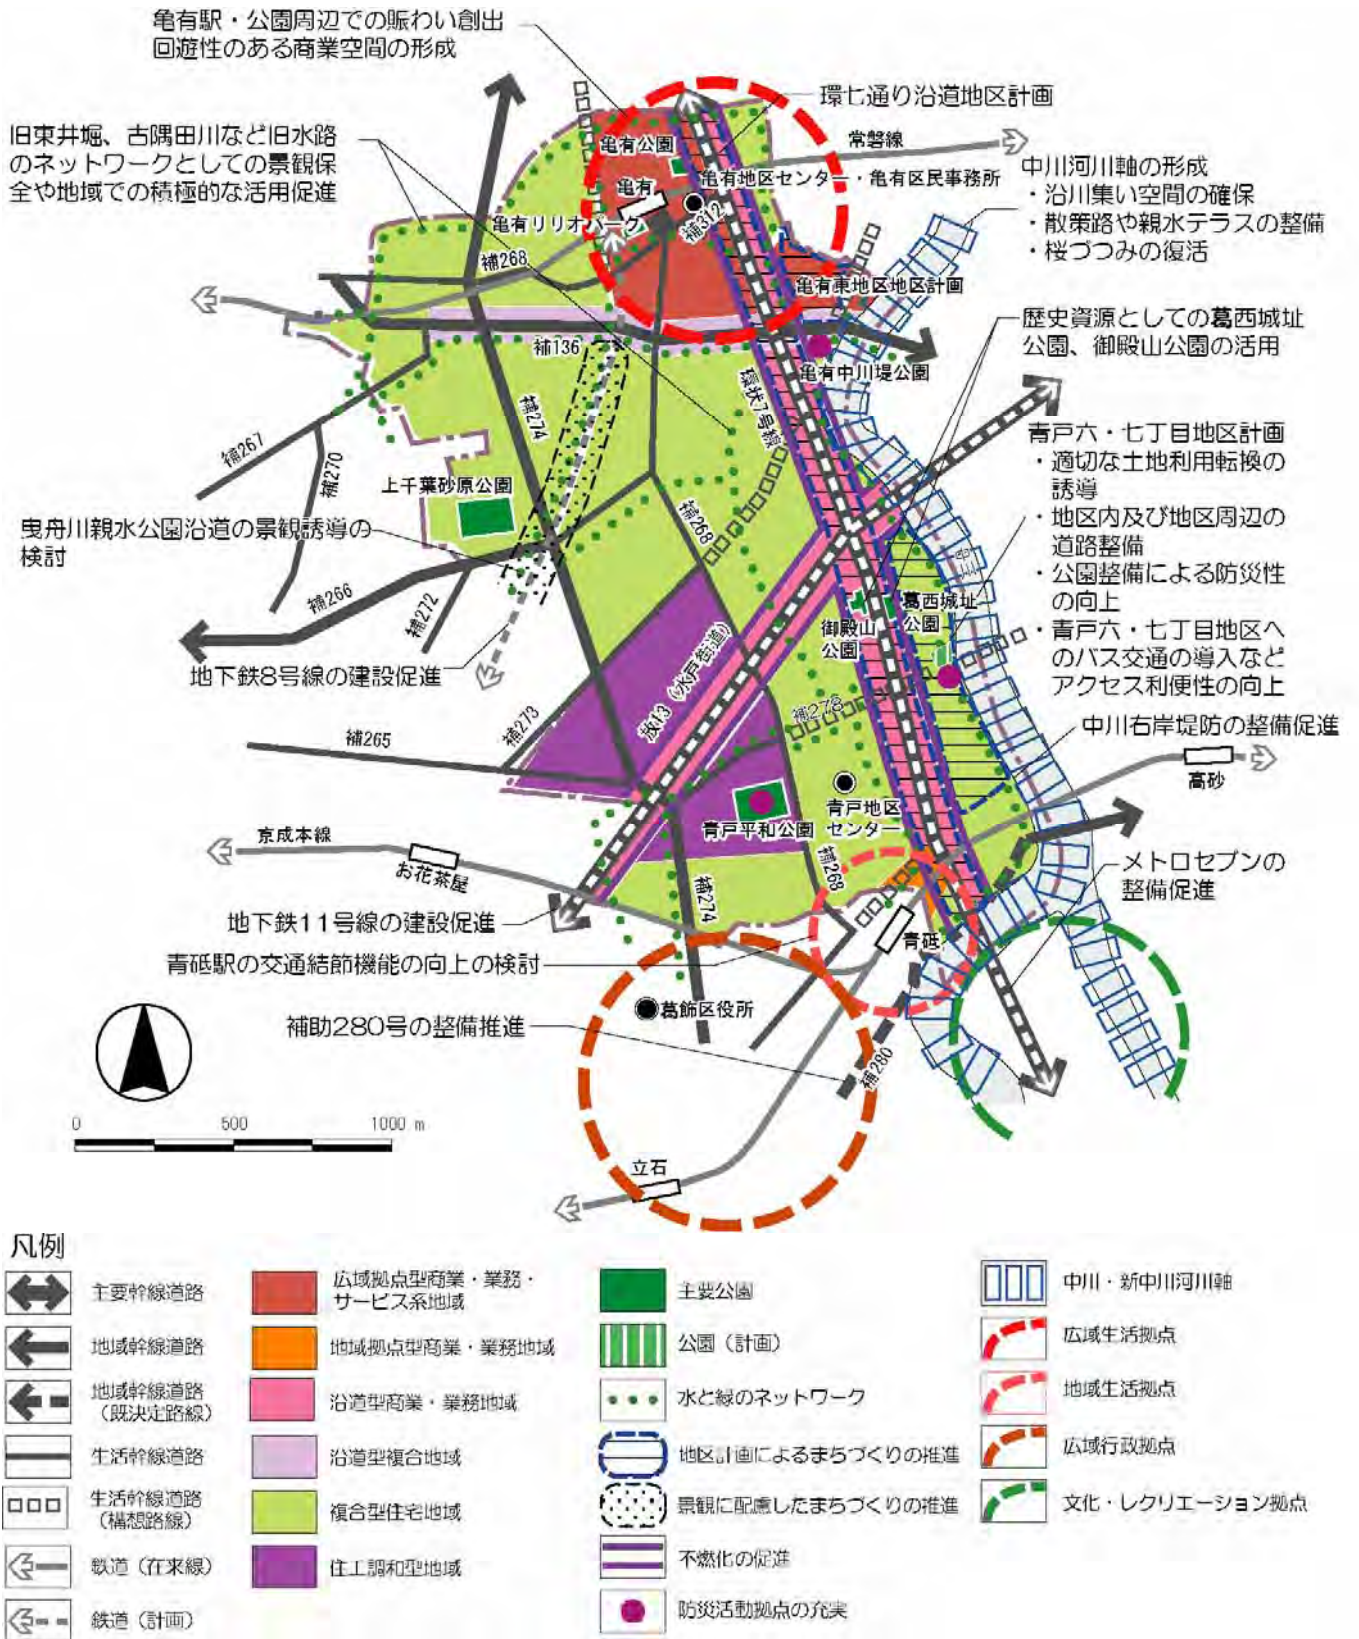 亀有駅・公園周辺での賑わい創出
回遊性のある商業空間の形成
環七通り沿道地区計画
旧東井堀、古隅田川など旧水路
のネットワークとしての景観保
全や地域での積極的な活用促進
亀有公園
常磐線
中川河川軸の形成
・沿川集い空間の確保
・散策路や親水テラスの整備
・桜づつみの復活
亀有地区センター・亀有区民事務所
亀有
亀有リリオパーク
補312
補268
亀有東地区地区計画
歴史資源としての葛西城址
公園、御殿山公園の活用
補136
亀有中川堤公園
環状7号線
補274
青戸六・七丁目地区計画
・適切な土地利用転換の
誘導
・地区内及び地区周辺の
道路整備
・公園整備による防災性
の向上
・青戸六・七丁目地区へ
のバス交通の導入など
アクセス利便性の向上
補267
補270
上千葉砂原公園
曳舟川親水公園沿道の景観誘導の
検討
補268
補266
補272
葛西城址
公園
御殿山
公園
地下鉄8号線の建設促進
放13(水戸街道)
補278
補273
補265
中川右岸堤防の整備促進
高砂
青戸地区
センター
青戸平和公園
京成本線
お花茶屋
補268
補274
メトロセブンの
整備促進
地下鉄11号線の建設促進
青砥
青砥駅の交通結節機能の向上の検討
葛飾区役所
補助280号の整備推進
補280
0 500 1000 m
立石
凡例
主要幹線道路
地域幹線道路
地域幹線道路
(既決定路線)
生活幹線道路
生活幹線道路
(構想路線)
鉄道(在来線)
鉄道(計画)
広域拠点型商業・業務・
サービス系地域
地域拠点型商業・業務地域
沿道型商業・業務地域
沿道型複合地域
複合型住宅地域
住工調和型地域
主要公園
公園(計画)
水と緑のネットワーク
地区計画によるまちづくりの推進
景観に配慮したまちづくりの推進
不燃化の促進
防災活動拠点の充実
中川・新中川河川軸
広域生活拠点
地域生活拠点
広域行政拠点
文化・レクリエーション拠点